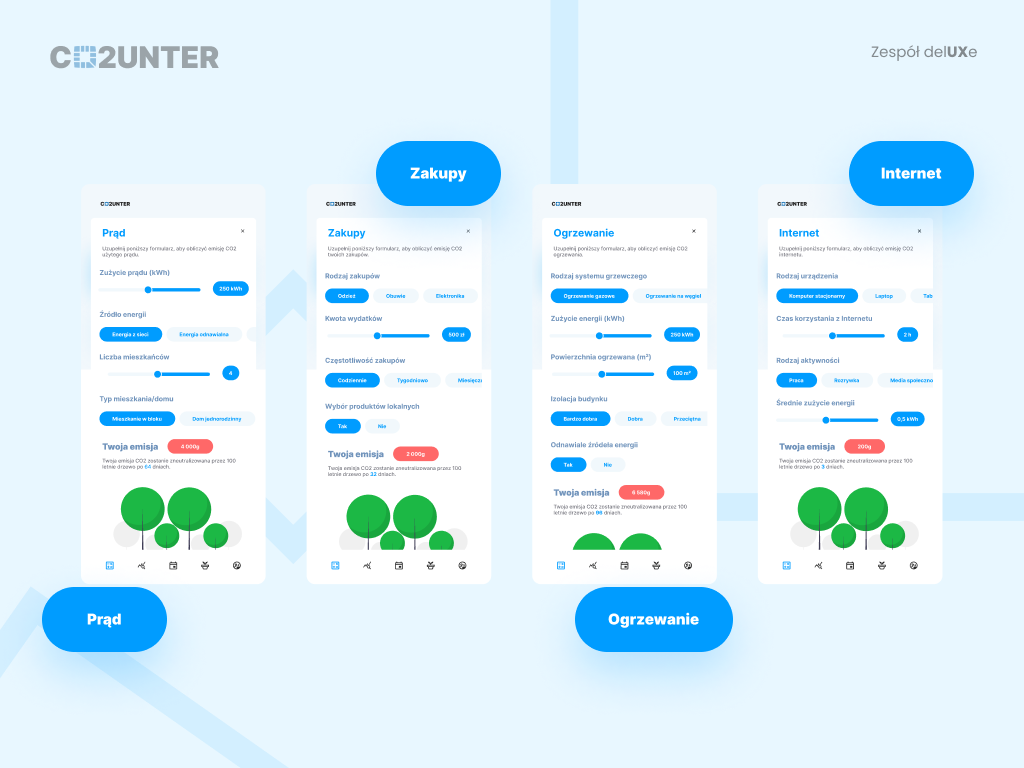 CO2UNTER
Zespół delUXe
Zakupy
Internet
CO2UNTER
Prąd
×
Uzupełnij poniższy formularz, aby obliczyć emisję CO2
użytego prądu.
Zużycie prądu (kWh)
250 kWh
Źródło energii
Energia z sieci
Energia odnawialna
Liczba mieszkańców
4
Typ mieszkania/domu
Mieszkanie w bloku
Dom jednorodzinny
Twoja emisja
4 000g
Twoja emisja CO2 zostanie zneutralizowana przez 100
letnie drzewo po 64 dniach.
CO2UNTER
Zakupy
×
Uzupełnij poniższy formularz, aby obliczyć emisję CO2
twoich zakupów.
Rodzaj zakupów
Odzież
Obuwie
Elektronika
Kwota wydatków
500 zł
Częstotliwość zakupów
Codziennie
Tygodniowo
Miesięcz
Wybór produktów lokalnych
Tak
Nie
Twoja emisja
2 000g
Twoja emisja CO2 zostanie zneutralizowana przez 100
letnie drzewo po 32 dniach.
CO2UNTER
Ogrzewanie
×
Uzupełnij poniższy formularz, aby obliczyć emisję CO2
ogrzewania.
Rodzaj systemu grzewczego
Ogrzewanie gazowe
Ogrzewanie na węgiel
Zużycie energii (kWh)
250 kWh
Powierzchnia ogrzewana (m²)
100 m²
Izolacja budynku
Bardzo dobra
Dobra
Przeciętna
Odnawiale źródeła energii
Tak
Nie
Twoja emisja
6 580g
Twoja emisja CO2 zostanie zneutralizowana przez 100
letnie drzewo po 96 dniach.
CO2UNTER
Internet
×
Uzupełnij poniższy formularz, aby obliczyć emisję CO2
internetu.
Rodzaj urządzenia
Komputer stacjonarny
Laptop
Tab
Czas korzystania z Internetu
2 h
Rodzaj aktywności
Praca
Rozrywka
Media społeczno
Średnie zużycie energii
0,5 kWh
Twoja emisja
200g
Twoja emisja CO2 zostanie zneutralizowana przez 100
letnie drzewo po 3 dniach.
Prąd
Ogrzewanie